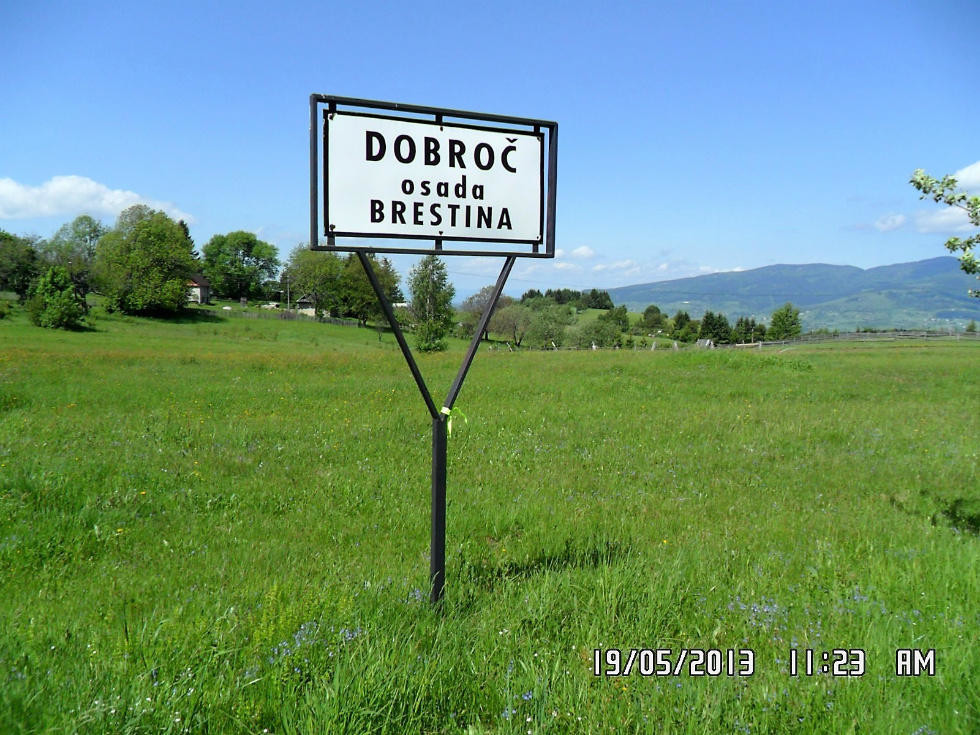 DOBROČ
osada
BRESTINA
19/05/2013 11:23 AM